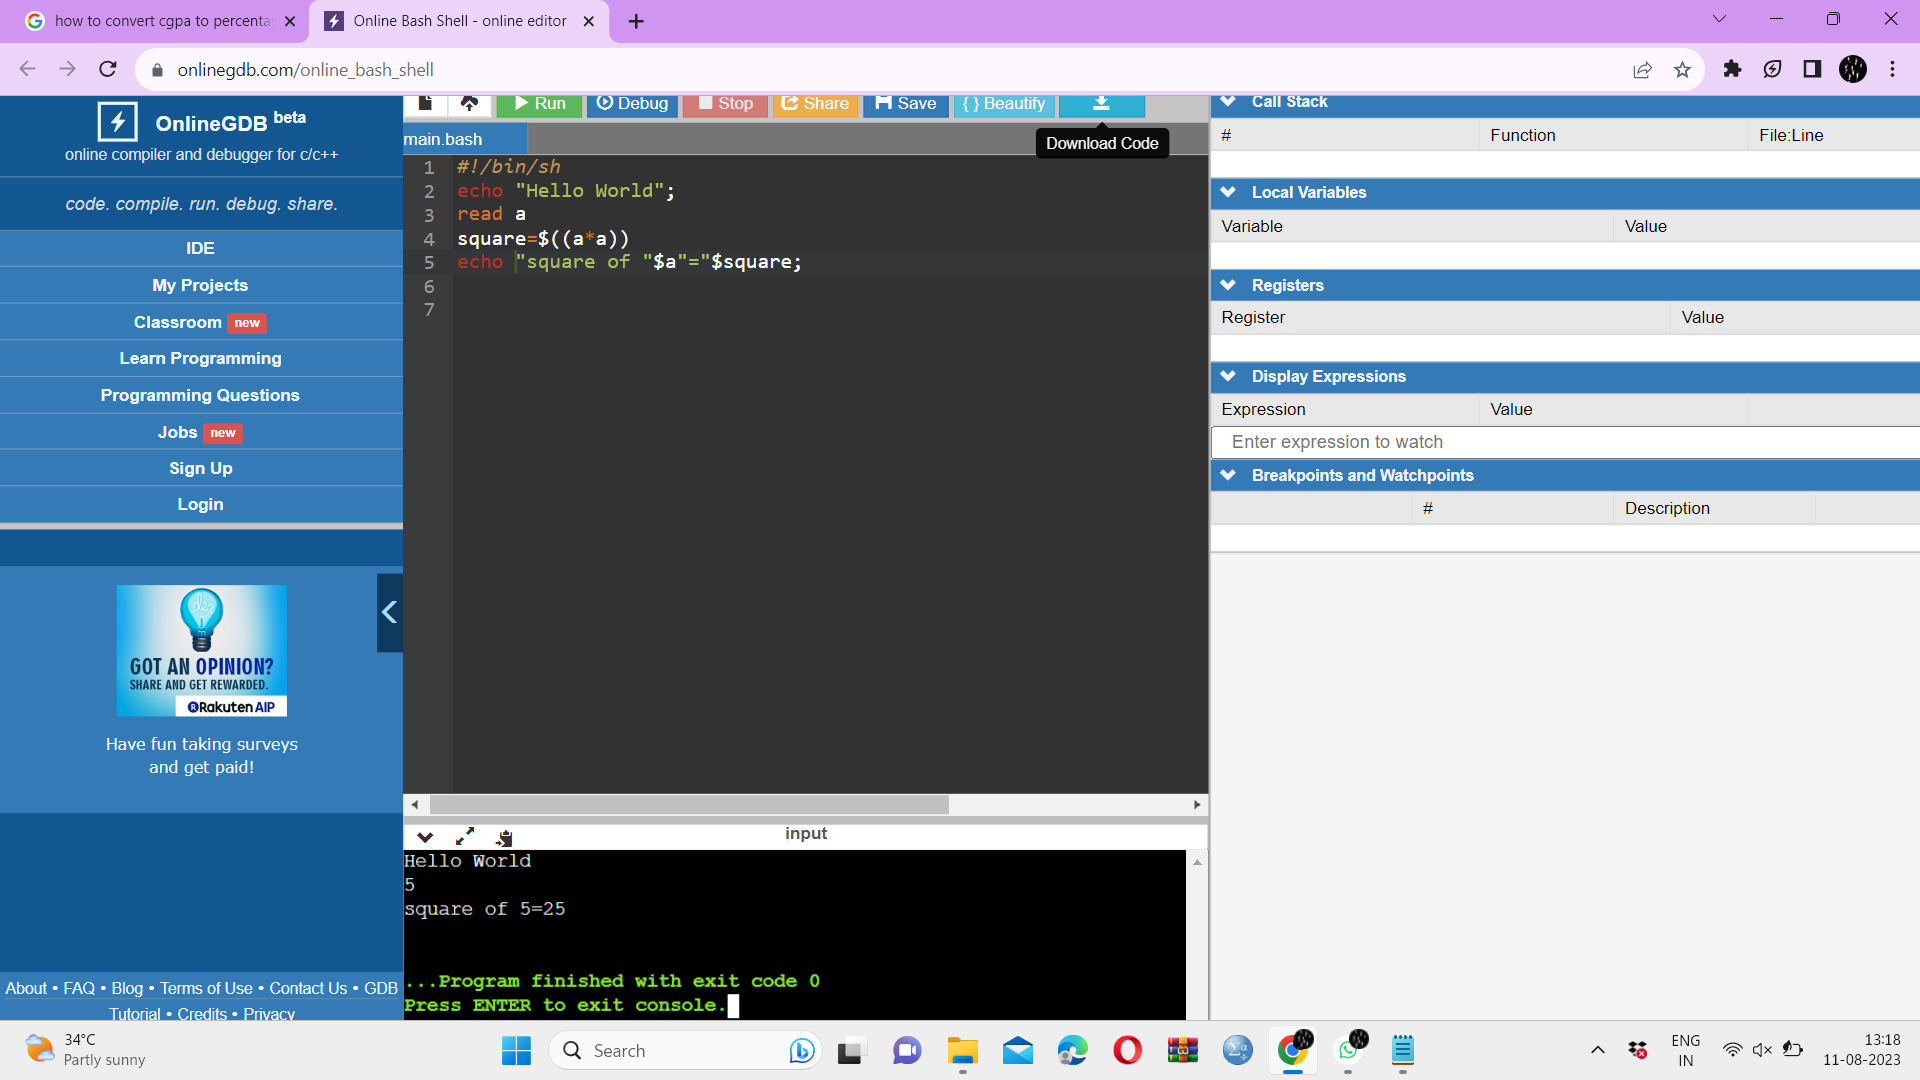 how to convert cgpa to percenta
Online Bash Shell - online editor
onlinegdb.com/online_bash_shell
OnlineGDB beta
online compiler and debugger for c/c++
code. compile. run. debug. share.
IDE
My Projects
Classroom new
Learn Programming
Programming Questions
Jobs new
Sign Up
Login
GOT AN OPINION?
SHARE AND GET REWARDED.
Rakuten AIP
Have fun taking surveys
and get paid!
About • FAQ • Blog • Terms of Use • Contact Us • GDB
Tutorial • Credits • Privacy
Run Debug Stop Share Save { } Beautify
Download Code
main.bash
1 #!/bin/sh
2 echo "Hello World";
3 read a
4 square=$((a*a))
5 echo "square of "$a"="$square;
6
7
input
Hello World
5
square of 5=25
...Program finished with exit code 0
Press ENTER to exit console.
Call Stack
# Function File:Line
Local Variables
Variable Value
Registers
Register Value
Display Expressions
Expression Value
Enter expression to watch
Breakpoints and Watchpoints
# Description
34°C
Partly sunny
Search
ENG
IN
13:18
11-08-2023